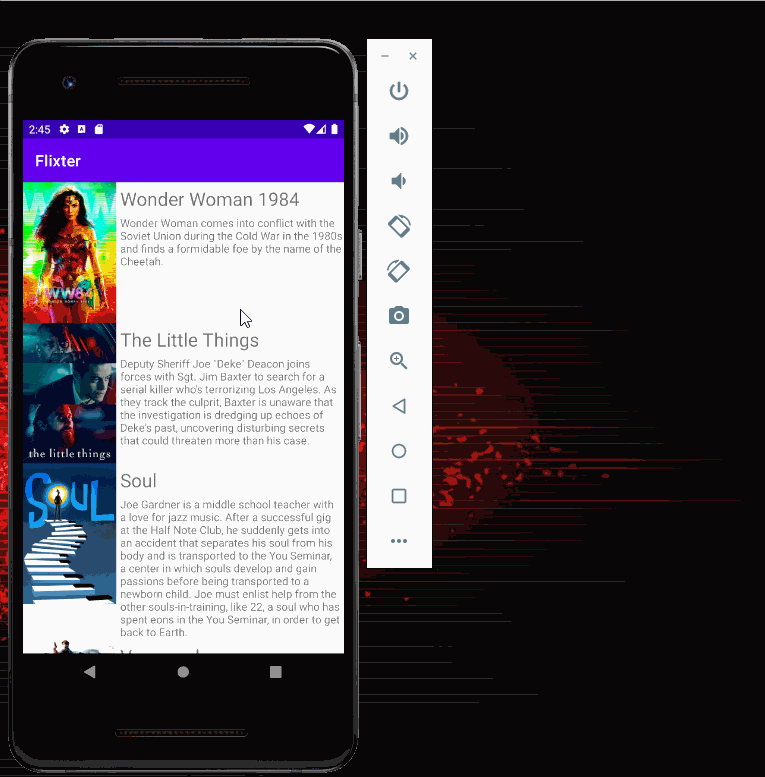 2:45
Flixter
Wonder Woman 1984
Wonder Woman comes into conflict with the
Soviet Union during the Cold War in the 1980s
and finds a formidable foe by the name of the
Cheetah.
WW84
The Little Things
Deputy Sheriff Joe "Deke" Deacon joins
forces with Sgt. Jim Baxter to search for a
serial killer who's terrorizing Los Angeles. As
they track the culprit, Baxter is unaware that
the investigation is dredging up echoes of
Deke's past, uncovering disturbing secrets
that could threaten more than his case.
the little things
Soul
SOUL
Joe Gardner is a middle school teacher with
a love for jazz music. After a successful gig
at the Half Note Club, he suddenly gets into
an accident that separates his soul from his
body and is transported to the You Seminar,
a center in which souls develop and gain
passions before being transported to a
newborn child. Joe must enlist help from the
other souls-in-training, like 22, a soul who has
spent eons in the You Seminar, in order to get
back to Earth.